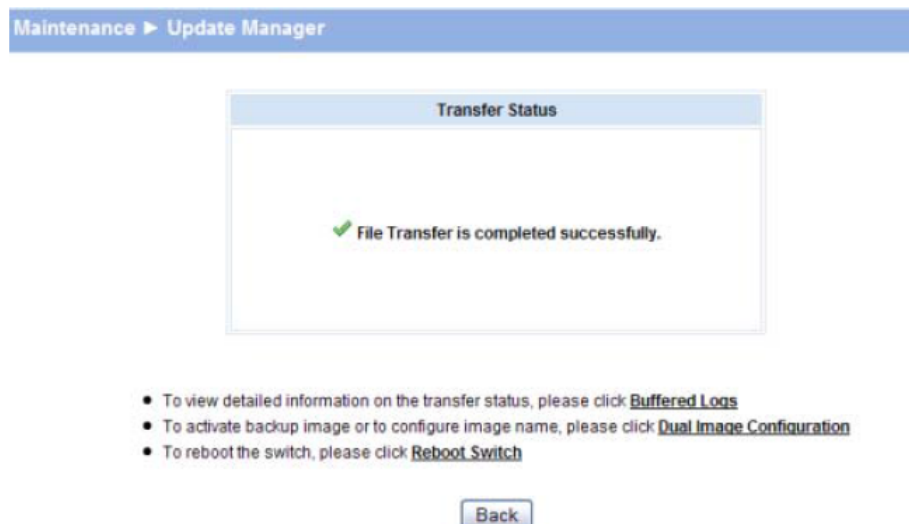 Maintenance ► Update Manager
Transfer Status
File Transfer is completed successfully.
● To view detailed information on the transfer status, please click Buffered Logs
● To activate backup image or to configure image name, please click Dual Image Configuration
● To reboot the switch, please click Reboot Switch
Back